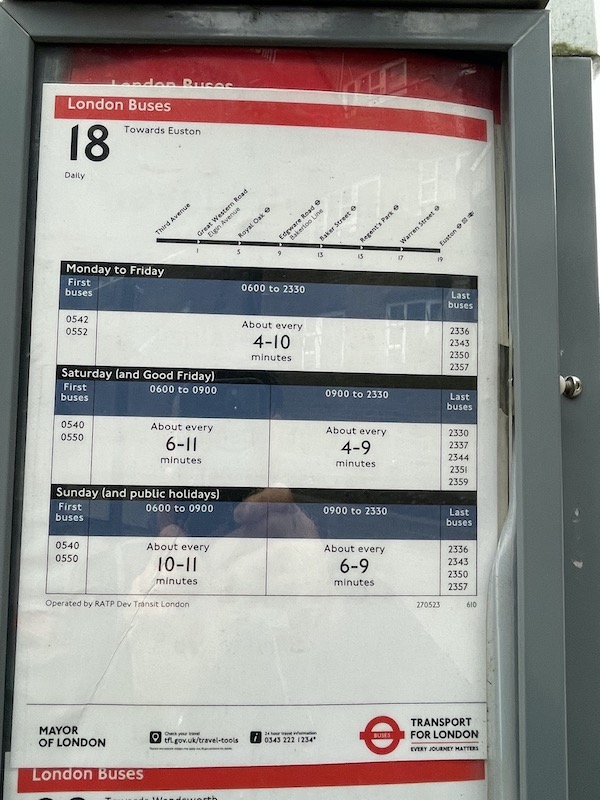 London Buses
London Buses
18 Towards Euston
Daily
Third Avenue
Great Western Road
Elgin Avenue
Royal Oak
Edgware Road
Bakerloo Line
Baker Street
Regent's Park
Warren Street
Euston
1 5 9 13 15 17 19
Monday to Friday
First buses 0600 to 2330 Last buses
0542
0552
About every
4-10
minutes
2336
2343
2350
2357
Saturday (and Good Friday)
First buses 0600 to 0900 0900 to 2330 Last buses
0540
0550
About every
6-11
minutes
About every
4-9
minutes
2330
2337
2344
2351
2359
Sunday (and public holidays)
First buses 0600 to 0900 0900 to 2330 Last buses
0540
0550
About every
10-11
minutes
About every
6-9
minutes
2336
2343
2350
2357
Operated by RATP Dev Transit London 270523 610
MAYOR
OF LONDON
Check your travel
tfl.gov.uk/travel-tools
24 hour travel information
0343 222 1234*
BUSES
TRANSPORT
FOR LONDON
EVERY JOURNEY MATTERS
London Buses
Towards Wandsworth